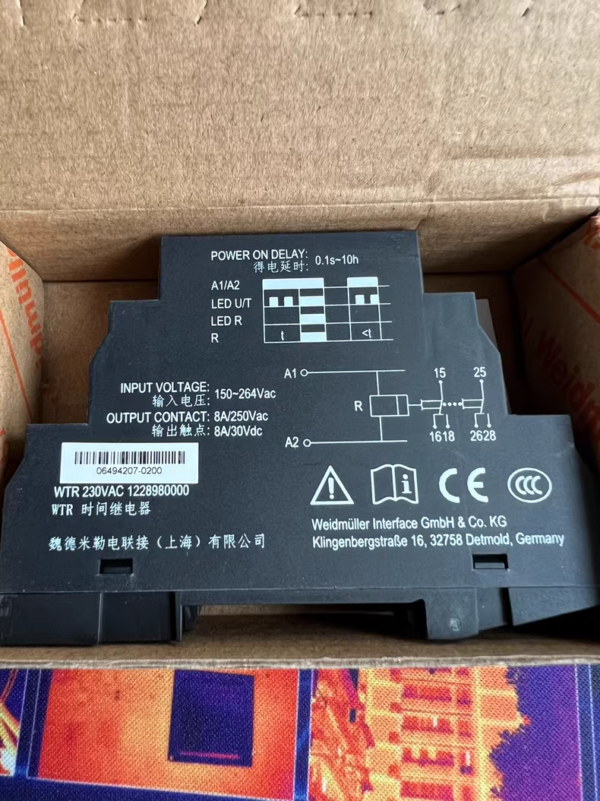 POWER ON DELAY: 0.1s~10h
得电延时:
A1/A2
LED U/T
LED R
R t <t
A1
15 25
R
1618 2628
A2
INPUT VOLTAGE: 150~264Vac
输入电压:
OUTPUT CONTACT: 8A/250Vac
输出触点: 8A/30Vdc
06494207-0200
WTR 230VAC 1228980000
WTR 时间继电器
魏德米勒电联接（上海）有限公司
CE CCC
Weidmüller Interface GmbH & Co. KG
Klingenbergstraße 16, 32758 Detmold, Germany